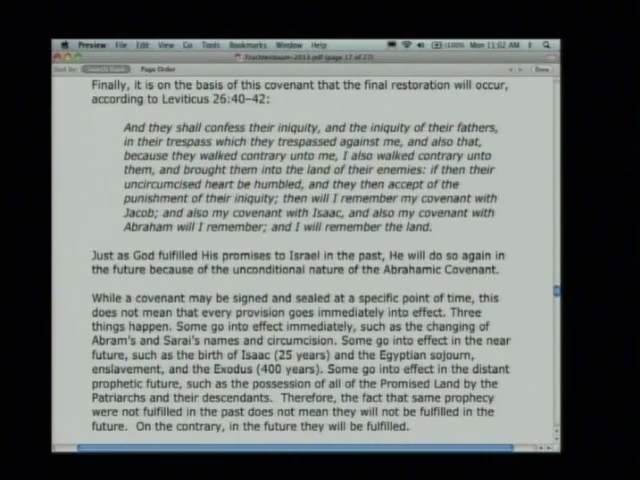 Preview File Edit View Go Tools Bookmarks Window Help Mon 11:02 AM
Fruchtenbaum-2013.pdf (page 17 of 27)
Page Order Done
Finally, it is on the basis of this covenant that the final restoration will occur,
according to Leviticus 26:40–42:
And they shall confess their iniquity, and the iniquity of their fathers,
in their trespass which they trespassed against me, and also that,
because they walked contrary unto me, I also walked contrary unto
them, and brought them into the land of their enemies: if then their
uncircumcised heart be humbled, and they then accept of the
punishment of their iniquity; then will I remember my covenant with
Jacob; and also my covenant with Isaac, and also my covenant with
Abraham will I remember; and I will remember the land.
Just as God fulfilled His promises to Israel in the past, He will do so again in
the future because of the unconditional nature of the Abrahamic Covenant.
While a covenant may be signed and sealed at a specific point of time, this
does not mean that every provision goes immediately into effect. Three
things happen. Some go into effect immediately, such as the changing of
Abram's and Sarai's names and circumcision. Some go into effect in the near
future, such as the birth of Isaac (25 years) and the Egyptian sojourn,
enslavement, and the Exodus (400 years). Some go into effect in the distant
prophetic future, such as the possession of all of the Promised Land by the
Patriarchs and their descendants. Therefore, the fact that same prophecy
were not fulfilled in the past does not mean they will not be fulfilled in the
future. On the contrary, in the future they will be fulfilled.